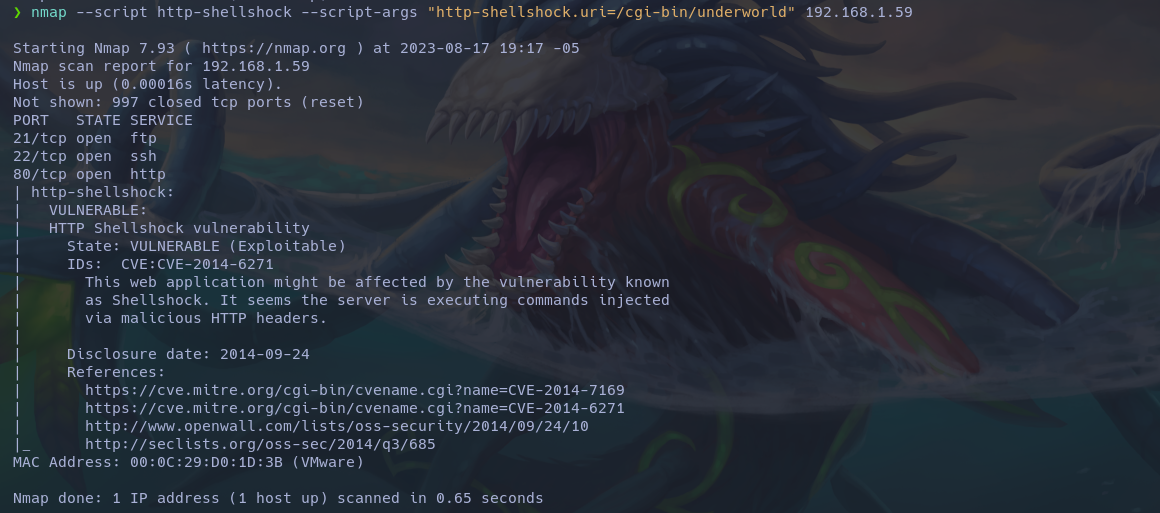 ❯ nmap --script http-shellshock --script-args "http-shellshock.uri=/cgi-bin/underworld" 192.168.1.59
Starting Nmap 7.93 ( https://nmap.org ) at 2023-08-17 19:17 -05
Nmap scan report for 192.168.1.59
Host is up (0.00016s latency).
Not shown: 997 closed tcp ports (reset)
PORT   STATE SERVICE
21/tcp open  ftp
22/tcp open  ssh
80/tcp open  http
| http-shellshock:
|   VULNERABLE:
|   HTTP Shellshock vulnerability
|     State: VULNERABLE (Exploitable)
|     IDs:  CVE:CVE-2014-6271
|       This web application might be affected by the vulnerability known
|       as Shellshock. It seems the server is executing commands injected
|       via malicious HTTP headers.
|
|     Disclosure date: 2014-09-24
|     References:
|       https://cve.mitre.org/cgi-bin/cvename.cgi?name=CVE-2014-7169
|       https://cve.mitre.org/cgi-bin/cvename.cgi?name=CVE-2014-6271
|       http://www.openwall.com/lists/oss-security/2014/09/24/10
|_      http://seclists.org/oss-sec/2014/q3/685
MAC Address: 00:0C:29:D0:1D:3B (VMware)
Nmap done: 1 IP address (1 host up) scanned in 0.65 seconds